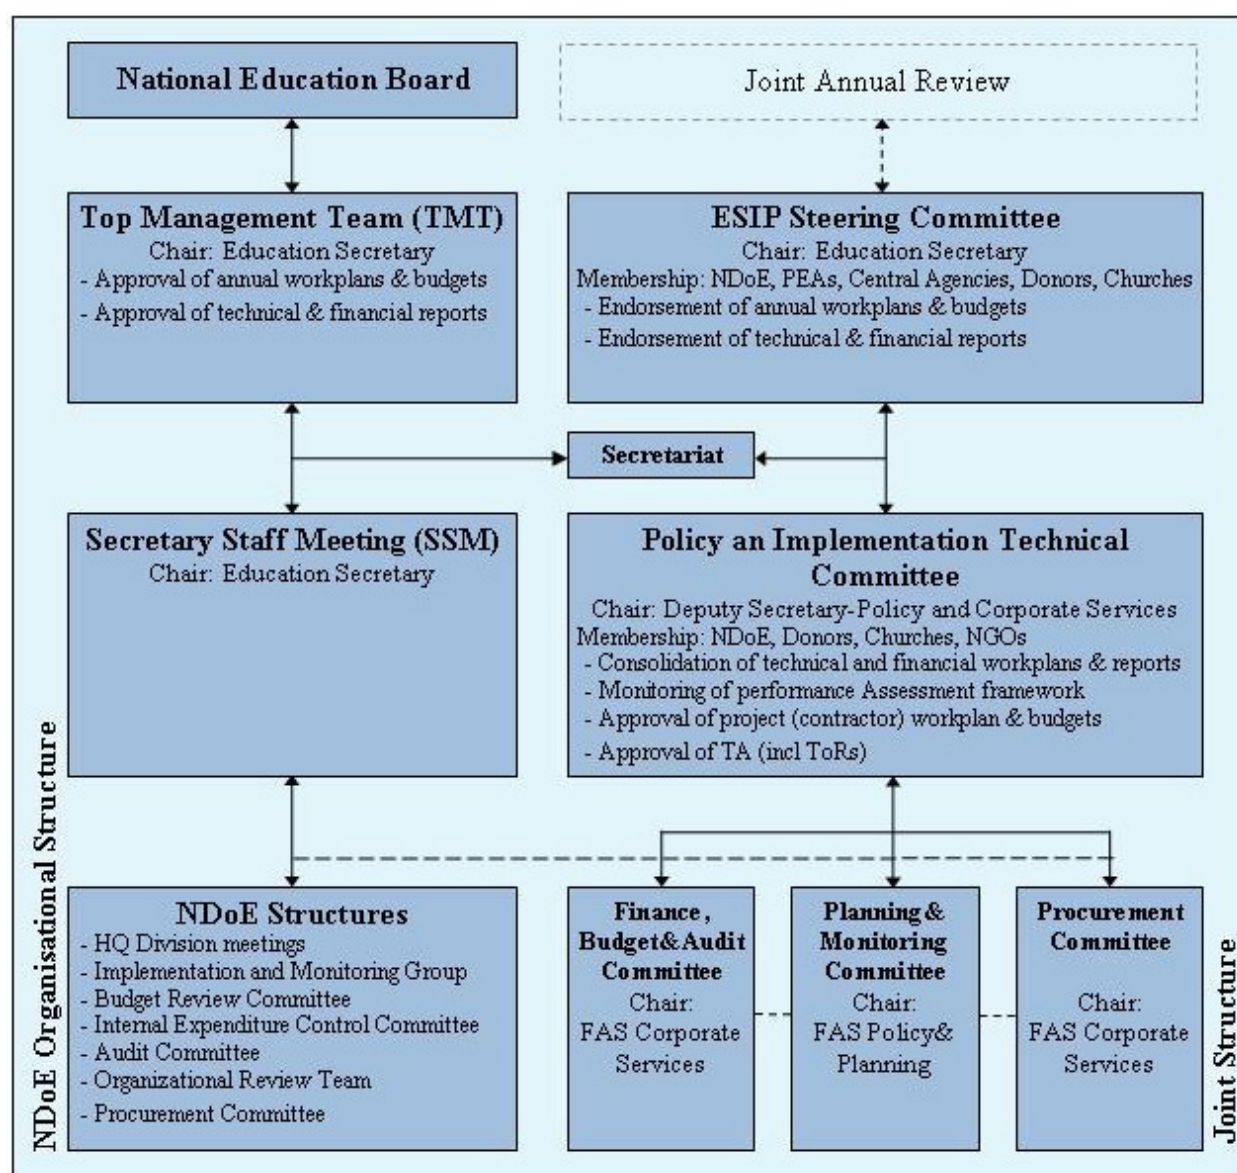 National Education Board
Joint Annual Review
Top Management Team (TMT)
Chair: Education Secretary
- Approval of annual workplans & budgets
- Approval of technical & financial reports
ESIP Steering Committee
Chair: Education Secretary
Membership: NDoE, PEAs, Central Agencies, Donors, Churches
- Endorsement of annual workplans & budgets
- Endorsement of technical & financial reports
Secretariat
Secretary Staff Meeting (SSM)
Chair: Education Secretary
Policy an Implementation Technical
Committee
Chair: Deputy Secretary-Policy and Corporate Services
Membership: NDoE, Donors, Churches, NGOs
- Consolidation of technical and financial workplans & reports
- Monitoring of performance Assessment framework
- Approval of project (contractor) workplan & budgets
- Approval of TA (incl ToRs)
NDoE Structures
- HQ Division meetings
- Implementation and Monitoring Group
- Budget Review Committee
- Internal Expenditure Control Committee
- Audit Committee
- Organizational Review Team
- Procurement Committee
Finance,
Budget&Audit
Committee
Chair:
FAS Corporate
Services
Planning&
Monitoring
Committee
Chair:
FAS Policy&
Planning
Procurement
Committee
Chair:
FAS Corporate
Services
NDoE Organisational Structure
Joint Structure